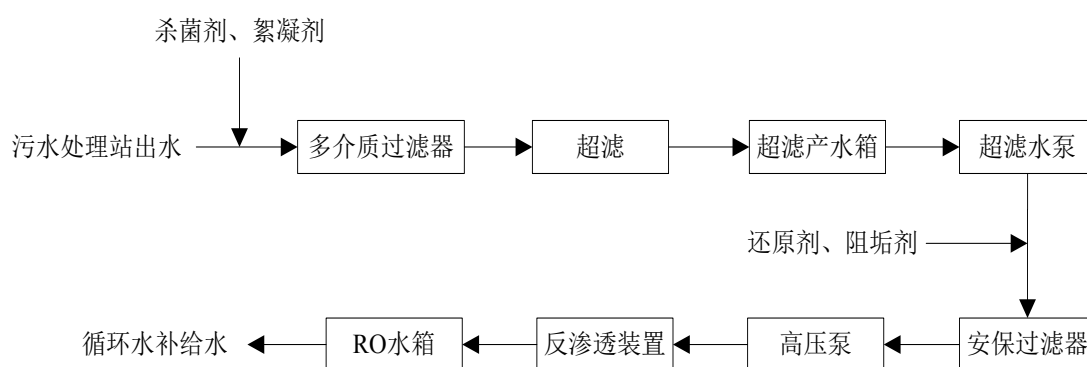 杀菌剂、絮凝剂
污水处理站出水
多介质过滤器
超滤
超滤产水箱
超滤水泵
还原剂、阻垢剂
循环水补给水
RO水箱
反渗透装置
高压泵
安保过滤器